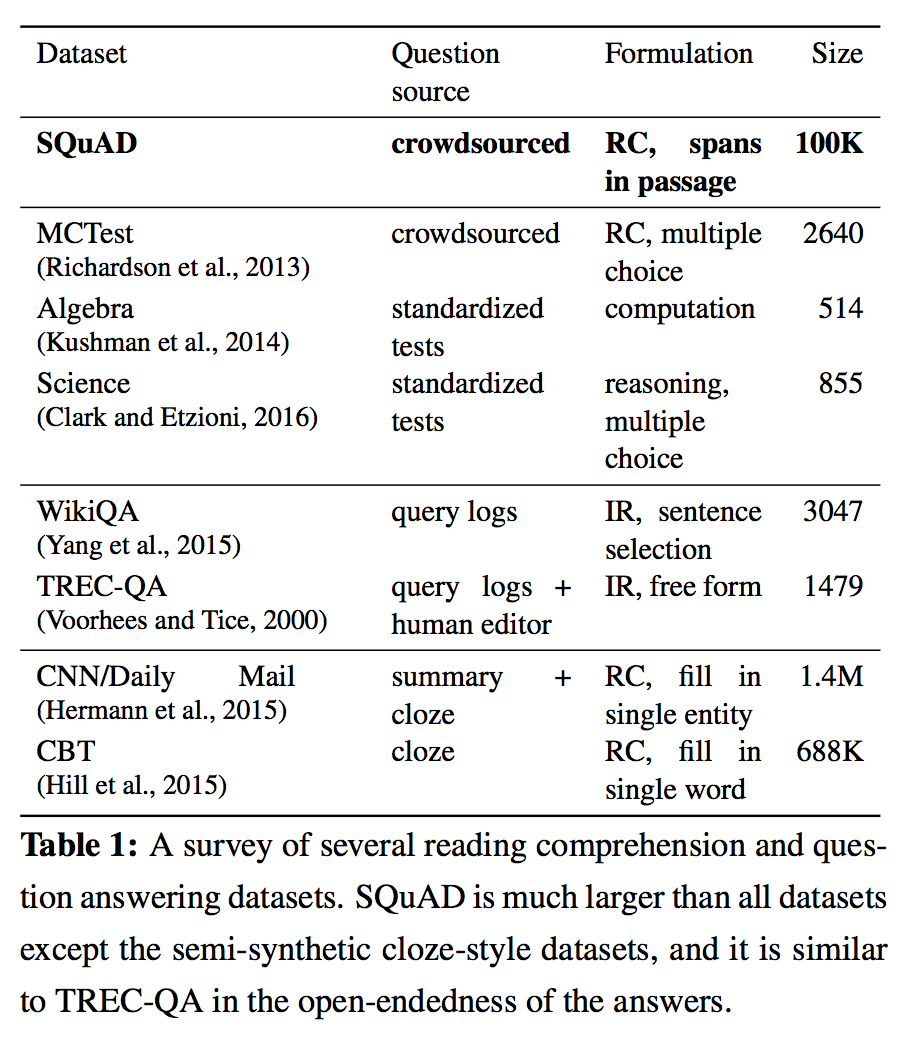 Dataset Question Formulation Size
source
SQuAD crowdsourced RC, spans 100K
in passage
MCTest crowdsourced RC, multiple 2640
(Richardson et al., 2013) choice
Algebra standardized computation 514
(Kushman et al., 2014) tests
Science standardized reasoning, 855
(Clark and Etzioni, 2016) tests multiple
choice
WikiQA query logs IR, sentence 3047
(Yang et al., 2015) selection
TREC-QA query logs + IR, free form 1479
(Voorhees and Tice, 2000) human editor
CNN/Daily Mail summary + RC, fill in 1.4M
(Hermann et al., 2015) cloze single entity
CBT cloze RC, fill in 688K
(Hill et al., 2015) single word
Table 1: A survey of several reading comprehension and ques-
tion answering datasets. SQuAD is much larger than all datasets
except the semi-synthetic cloze-style datasets, and it is similar
to TREC-QA in the open-endedness of the answers.